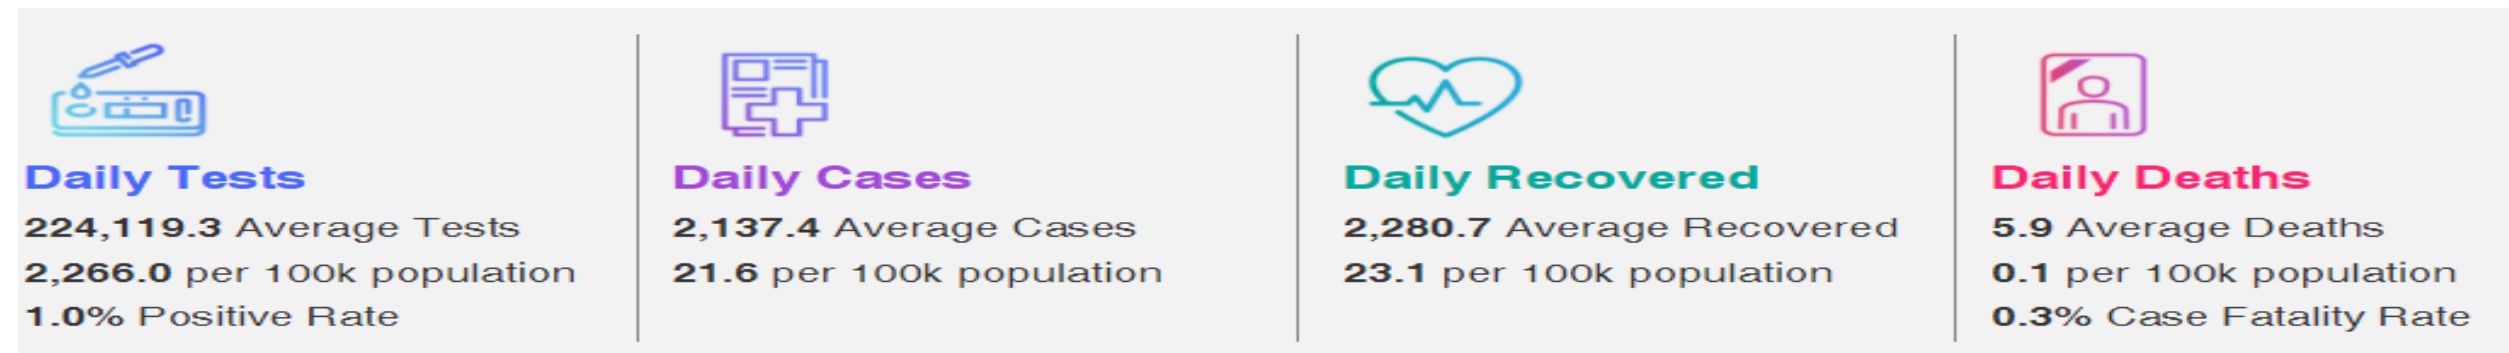 Daily Tests
224,119.3 Average Tests
2,266.0 per 100k population
1.0% Positive Rate
Daily Cases
2,137.4 Average Cases
21.6 per 100k population
Daily Recovered
2,280.7 Average Recovered
23.1 per 100k population
Daily Deaths
5.9 Average Deaths
0.1 per 100k population
0.3% Case Fatality Rate